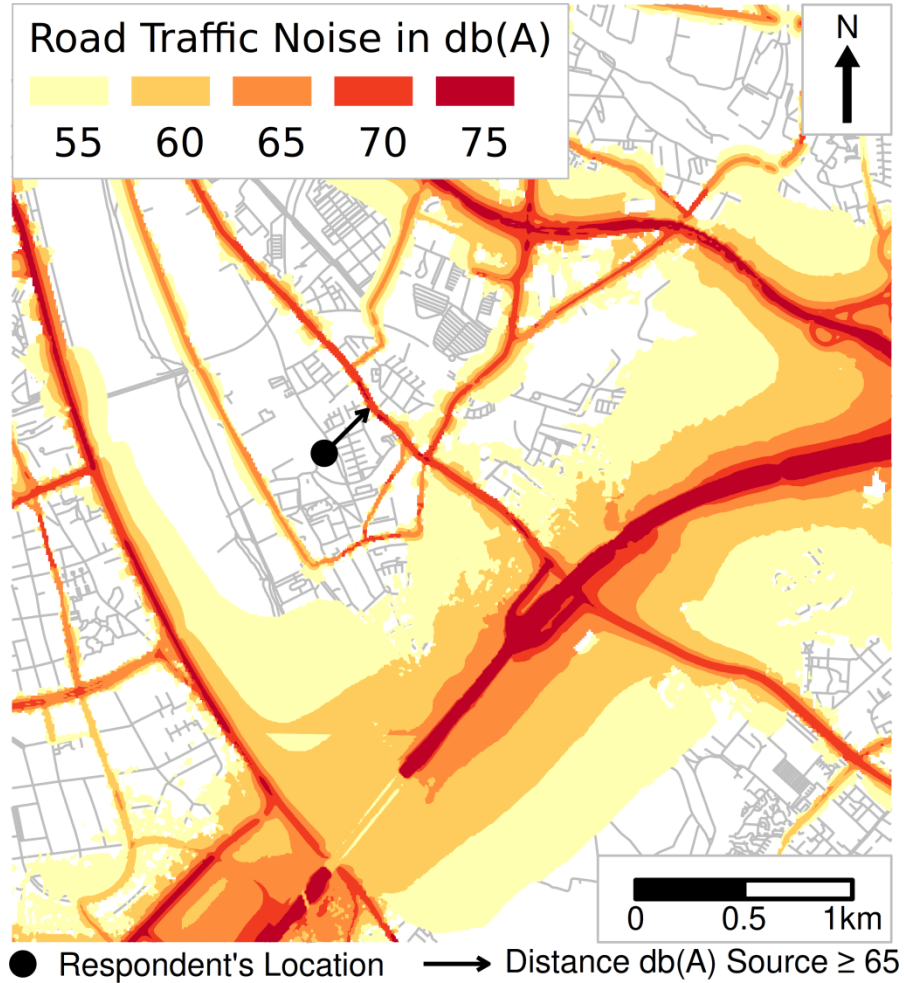 Road Traffic Noise in db(A)
55 60 65 70 75
N
0 0.5 1km
Respondent's Location Distance db(A) Source ≥ 65